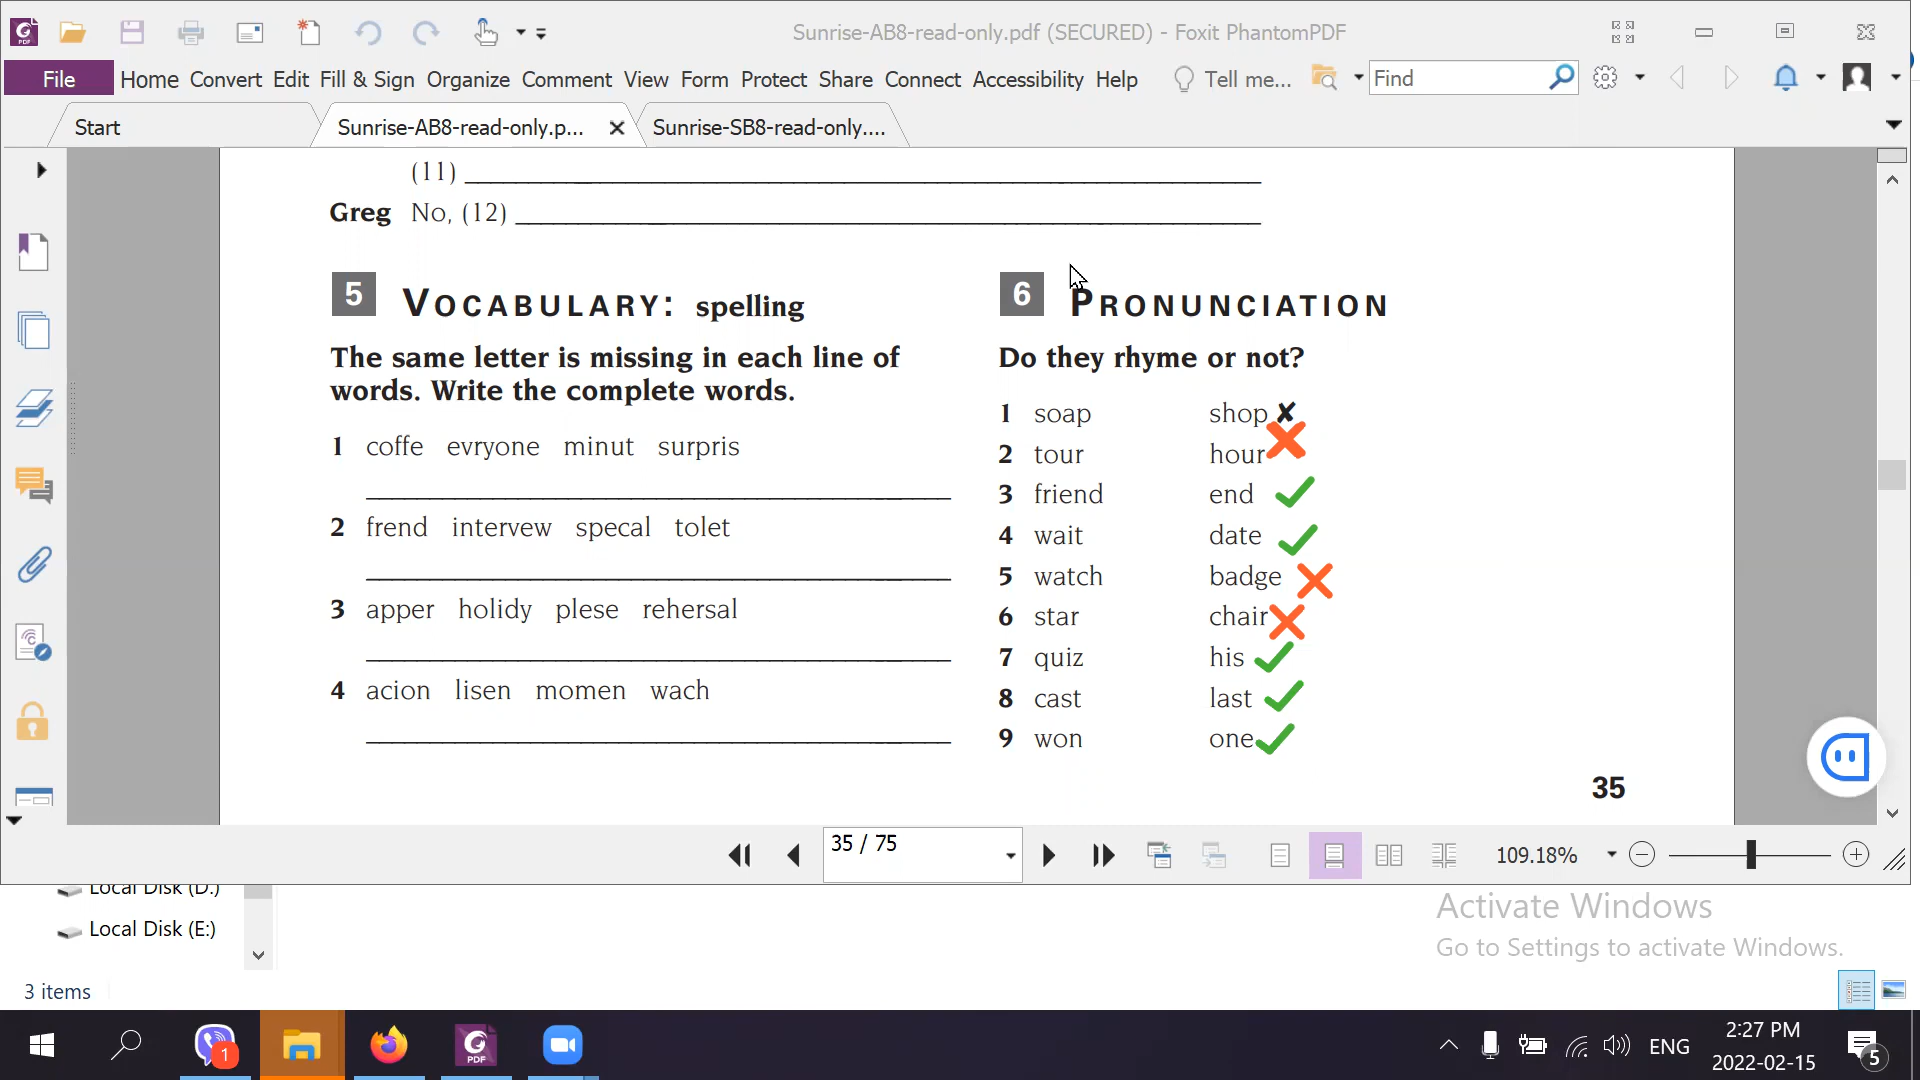 Sunrise-AB8-read-only.pdf (SECURED) - Foxit PhantomPDF
File Home Convert Edit Fill & Sign Organize Comment View Form Protect Share Connect Accessibility Help Tell me... Find
Start Sunrise-AB8-read-only.p... Sunrise-SB8-read-only....
(11)
Greg No, (12)
5 VOCABULARY: spelling
The same letter is missing in each line of
words. Write the complete words.
1 coffe evryone minut surpris
2 frend intervew specal tolet
3 apper holidy plese rehersal
4 acion lisen momen wach
6 PRONUNCIATION
Do they rhyme or not?
1 soap shop ✘
2 tour hour
3 friend end
4 wait date
5 watch badge
6 star chair
7 quiz his
8 cast last
9 won one
35
35 / 75
109.18%
Local Disk (D:)
Local Disk (E:)
3 items
Activate Windows
Go to Settings to activate Windows.
1
PDF
ENG
2:27 PM
2022-02-15
5